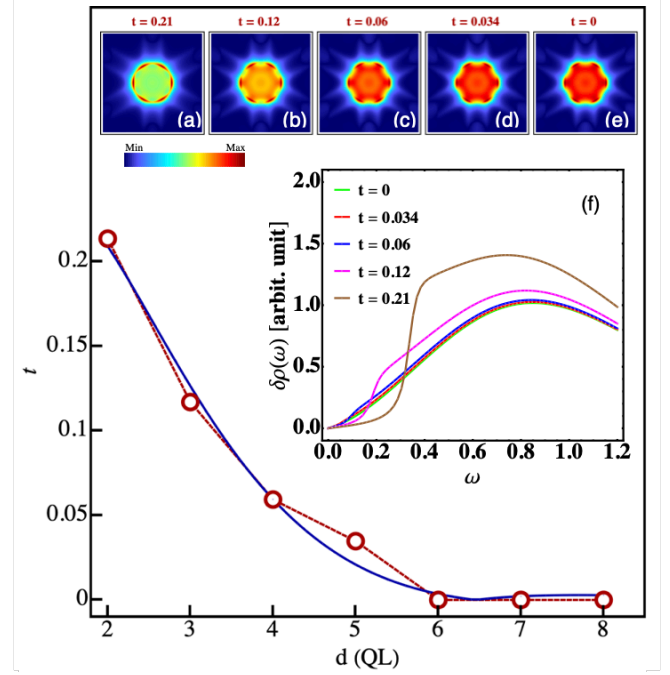 t = 0.21 t = 0.12 t = 0.06 t = 0.034 t = 0
(a) (b) (c) (d) (e)
Min Max
(f)
2.0
1.5
1.0
0.5
0.0
δρ(ω) [arbit. unit]
t = 0
t = 0.034
t = 0.06
t = 0.12
t = 0.21
0.0 0.2 0.4 0.6 0.8 1.0 1.2
ω
0.2
0.15
0.1
0.05
0
t
2 3 4 5 6 7 8
d (QL)